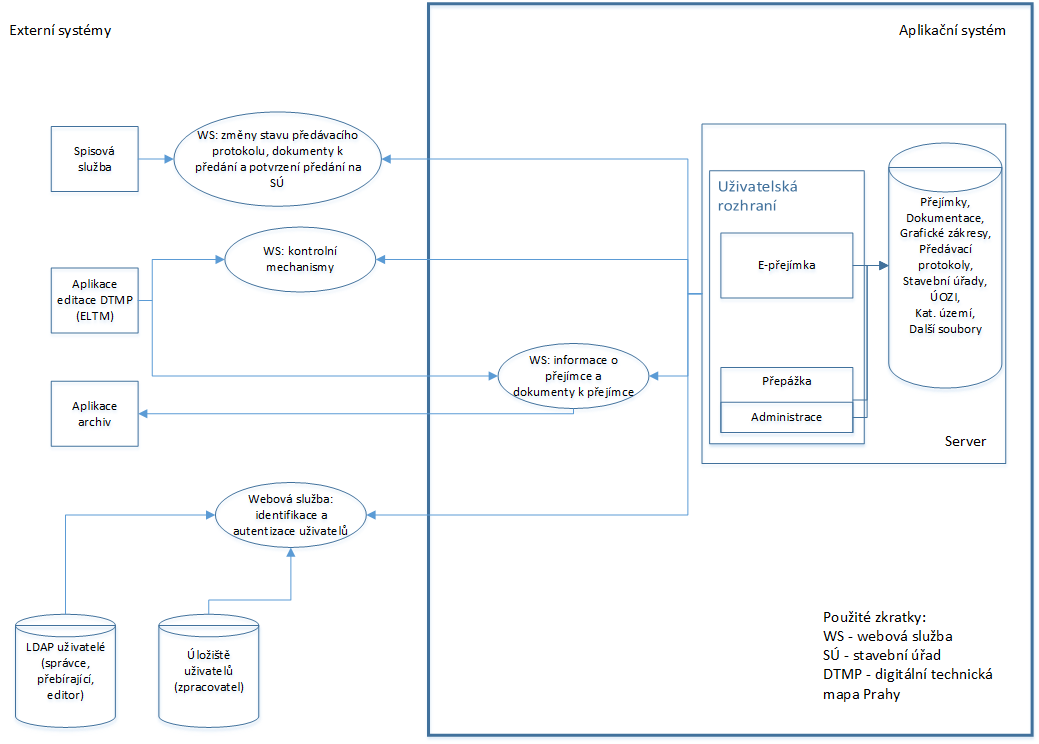 Externí systémy
Aplikační systém
Spisová
služba
WS: změny stavu předávacího
protokolu, dokumenty k
předání a potvrzení předání na
SÚ
Uživatelská
rozhraní
Přejímky,
Dokumentace,
Grafické zákresy,
Předávací
protokoly,
Stavební úřady,
ÚOZI,
Kat. území,
Další soubory
WS: kontrolní
mechanismy
E-přejímka
Aplikace
editace DTMP
(ELTM)
WS: informace o
přejímce a
dokumenty k přejímce
Přepážka
Administrace
Aplikace
archiv
Server
Webová služba:
identifikace a
autentizace uživatelů
LDAP uživatelé
(správce,
přebírající,
editor)
Úložiště
uživatelů
(zpracovatel)
Použité zkratky:
WS - webová služba
SÚ - stavební úřad
DTMP - digitální technická
mapa Prahy